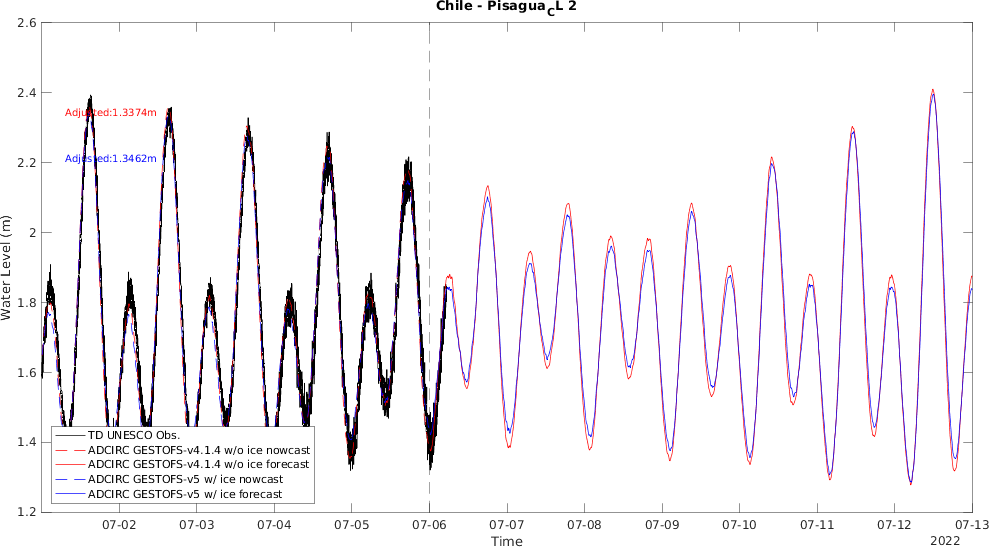 Chile - Pisagua_CL 2
2.6
2.4
2.2
2
1.8
1.6
1.4
1.2
Water Level (m)
Adjusted:1.3374m
Adjusted:1.3462m
TD UNESCO Obs.
ADCIRC GESTOFS-v4.1.4 w/o ice nowcast
ADCIRC GESTOFS-v4.1.4 w/o ice forecast
ADCIRC GESTOFS-v5 w/ ice nowcast
ADCIRC GESTOFS-v5 w/ ice forecast
07-02 07-03 07-04 07-05 07-06 07-07 07-08 07-09 07-10 07-11 07-12 07-13
Time
2022